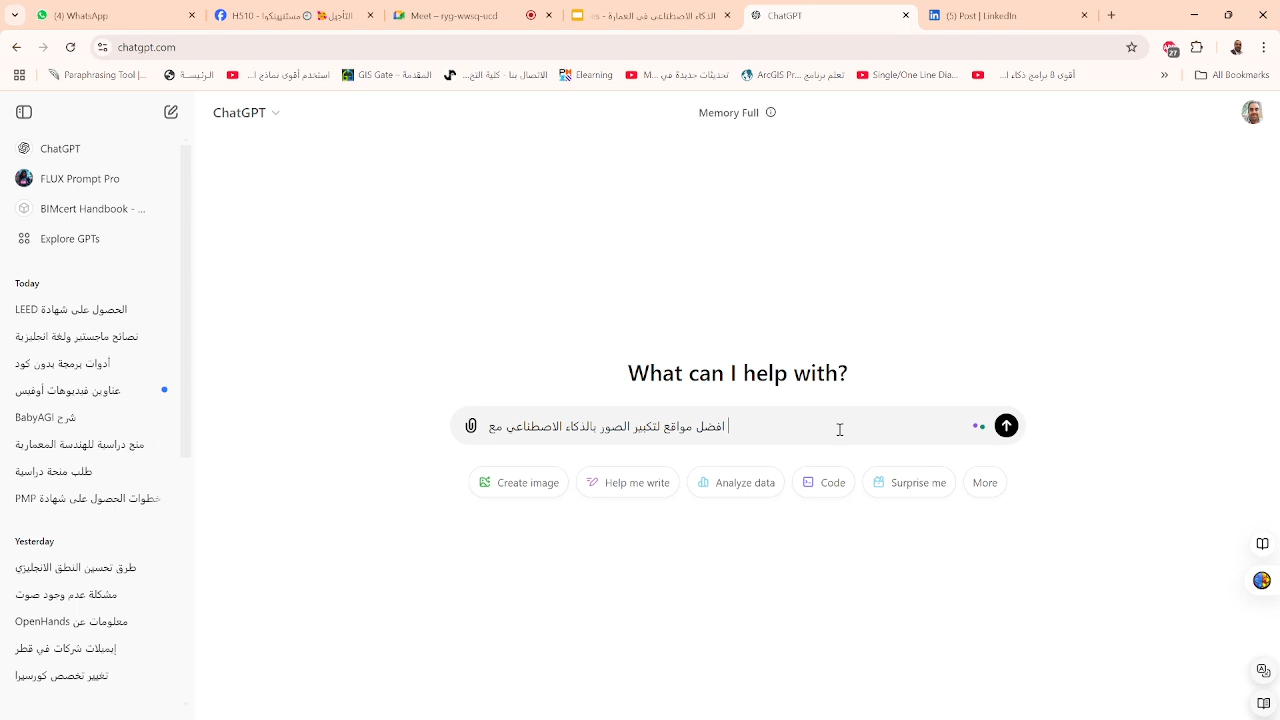 (4) WhatsApp
التأجيل
H510 -
Meet – ryg-wwsq-ucd
الذكاء الاصطناعي في العمارة -
ChatGPT
(5) Post | LinkedIn
chatgpt.com
27
Paraphrasing Tool |...
الرئيسية
استخدم أقوى نماذج ا...
المقدمة – GIS Gate
الاتصال بنا - كلية التج...
Elearning
تحديثات جديدة في M...
تعلم برنامج ArcGIS Pr...
Single/One Line Dia...
أقوى 8 برامج ذكاء ا...
All Bookmarks
ChatGPT
Memory Full
ChatGPT
FLUX Prompt Pro
BIMcert Handbook - ...
Explore GPTs
Today
الحصول على شهادة LEED
نصائح ماجستير ولغة انجليزية
أدوات برمجة بدون كود
عناوين فيديوهات أوفيس
شرح BabyAGI
منح دراسية للهندسة المعمارية
طلب منحة دراسية
خطوات الحصول على شهادة PMP
Yesterday
طرق تحسين النطق الانجليزي
مشكلة عدم وجود صوت
معلومات عن OpenHands
إيميلات شركات في قطر
تغيير تخصص كورسيرا
What can I help with?
افضل مواقع لتكبير الصور بالذكاء الاصطناعي مع
Create image
Help me write
Analyze data
Code
Surprise me
More